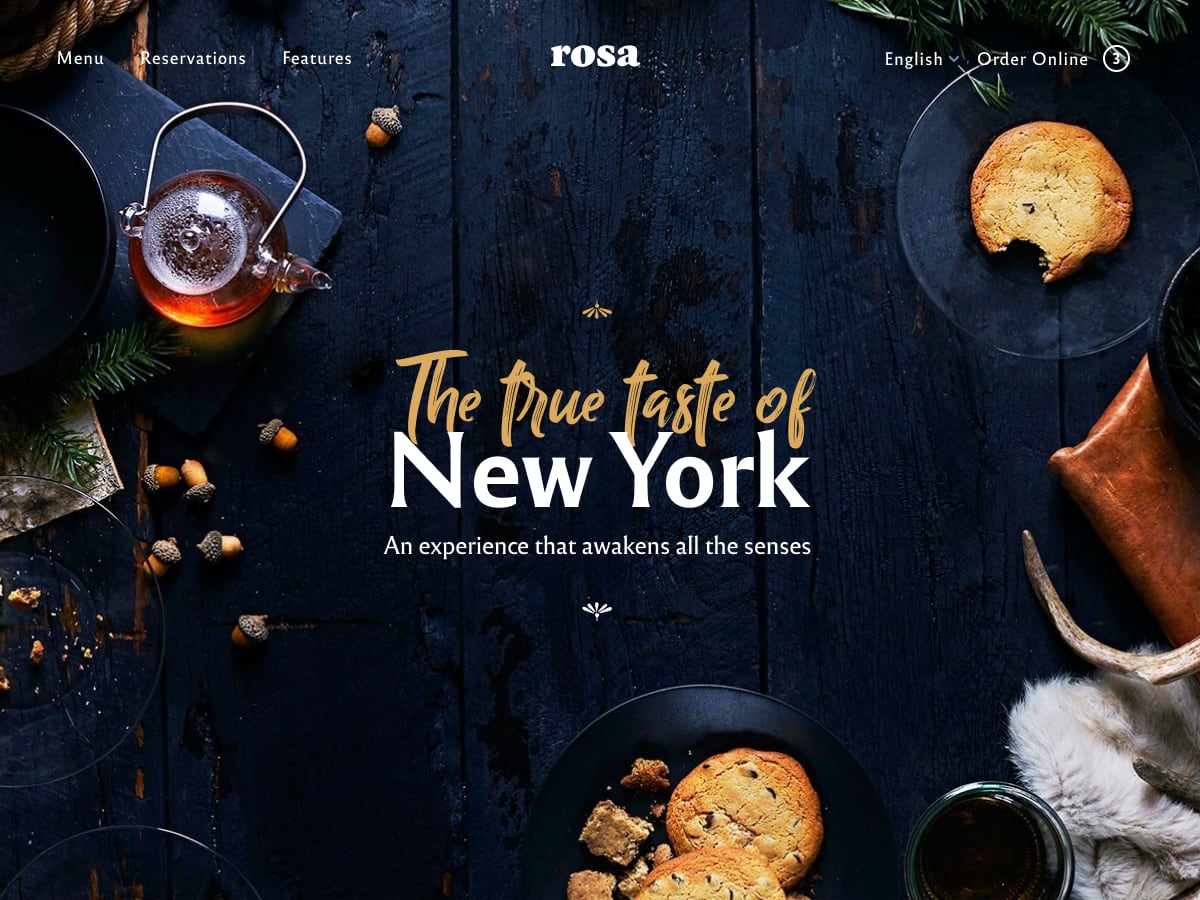 Menu Reservations Features rosa English Order Online 3
The true taste of
New York
An experience that awakens all the senses